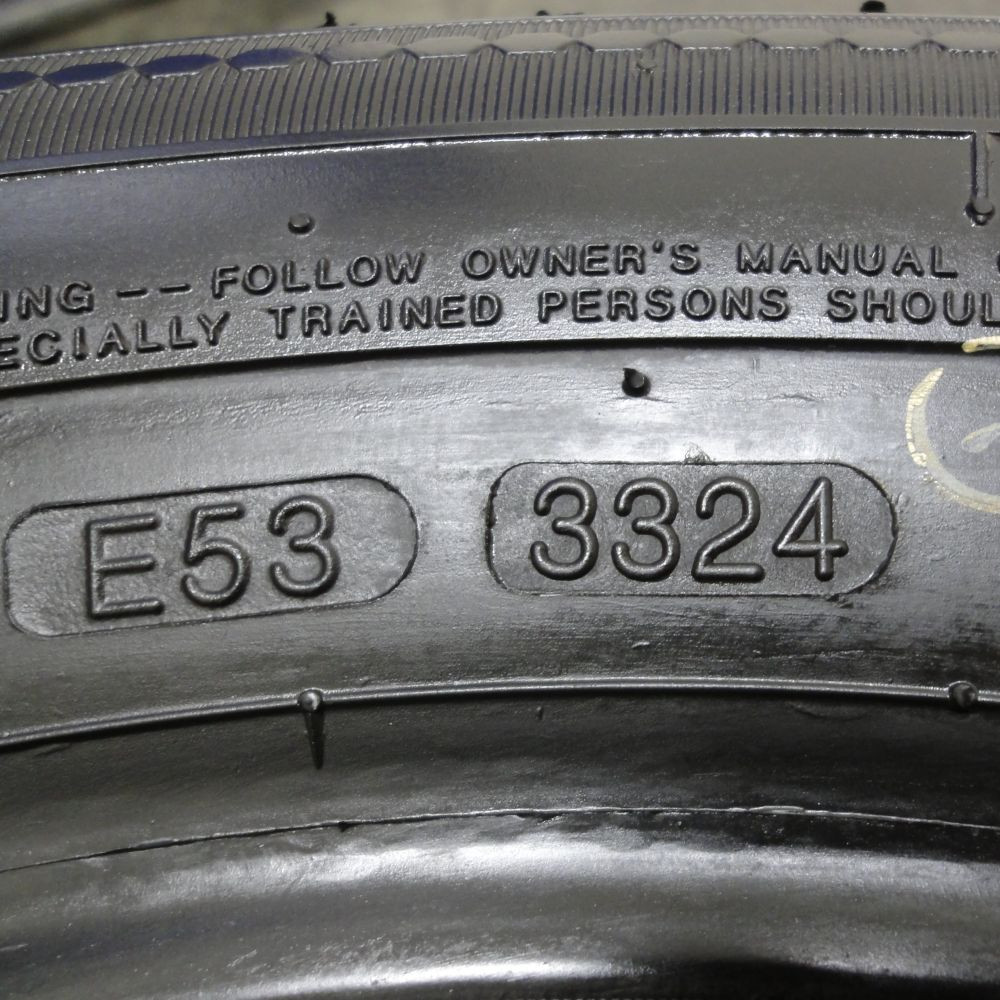 ING -- FOLLOW OWNER'S MANUAL
ECIALLY TRAINED PERSONS SHOUL
E53 3324